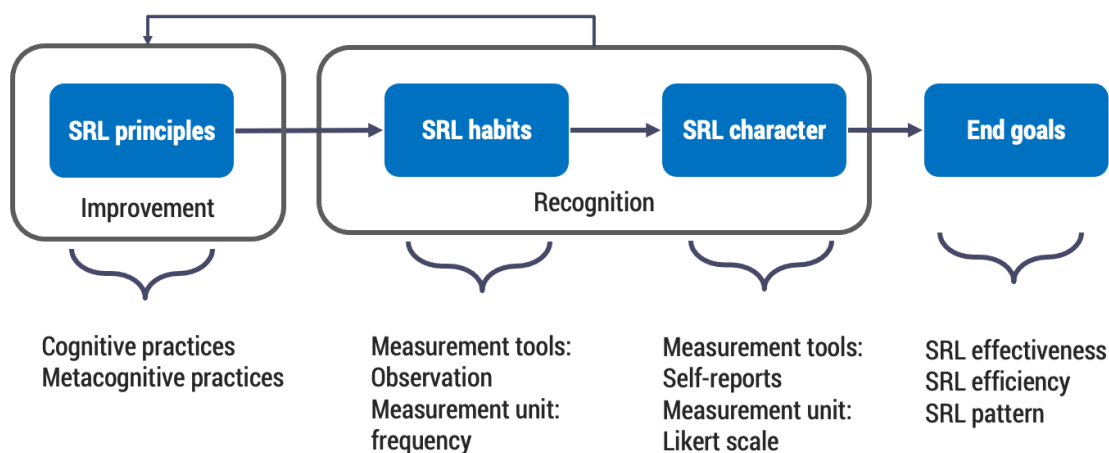 SRL principles
SRL habits
SRL character
End goals
Improvement
Recognition
Cognitive practices
Metacognitive practices
Measurement tools:
Observation
Measurement unit:
frequency
Measurement tools:
Self-reports
Measurement unit:
Likert scale
SRL effectiveness
SRL efficiency
SRL pattern